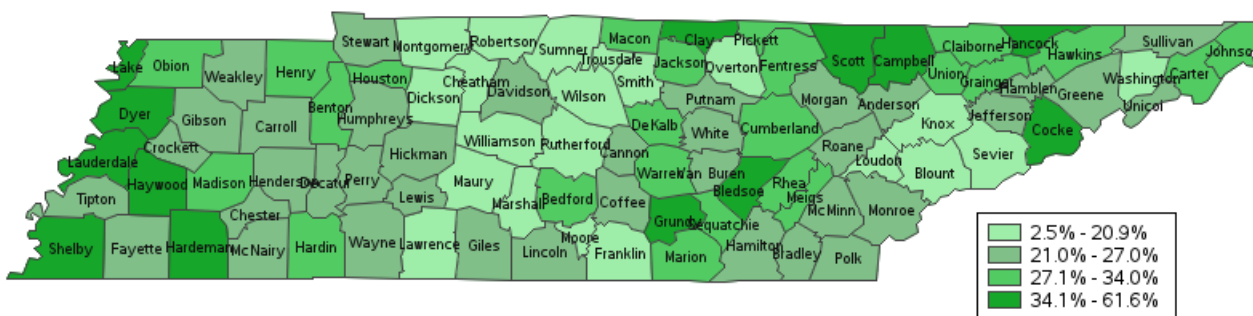 Stewart
Montgomery
Robertson
Sumner
Macon
Clay
Pickett
Trousdale
Lake
Obion
Weakley
Henry
Houston
Cheatham
Dickson
Davidson
Wilson
Smith
Jackson
Overton
Fentress
Scott
Campbell
Claiborne
Hancock
Hawkins
Sullivan
Johnson
Union
Grainger
Hamblen
Greene
Washington
Carter
Unicoi
Dyer
Gibson
Crockett
Carroll
Benton
Humphreys
Putnam
DeKalb
White
Cumberland
Morgan
Anderson
Knox
Jefferson
Cocke
Lauderdale
Haywood
Madison
Henderson
Decatur
Perry
Hickman
Williamson
Rutherford
Cannon
Warren
Van Buren
Bledsoe
Rhea
Meigs
Roane
Loudon
Blount
Sevier
Tipton
Chester
Lewis
Maury
Marshall
Bedford
Coffee
Grundy
Sequatchie
McMinn
Monroe
Shelby
Fayette
Hardeman
McNairy
Hardin
Wayne
Lawrence
Giles
Lincoln
Moore
Franklin
Marion
Hamilton
Bradley
Polk
2.5% - 20.9%
21.0% - 27.0%
27.1% - 34.0%
34.1% - 61.6%